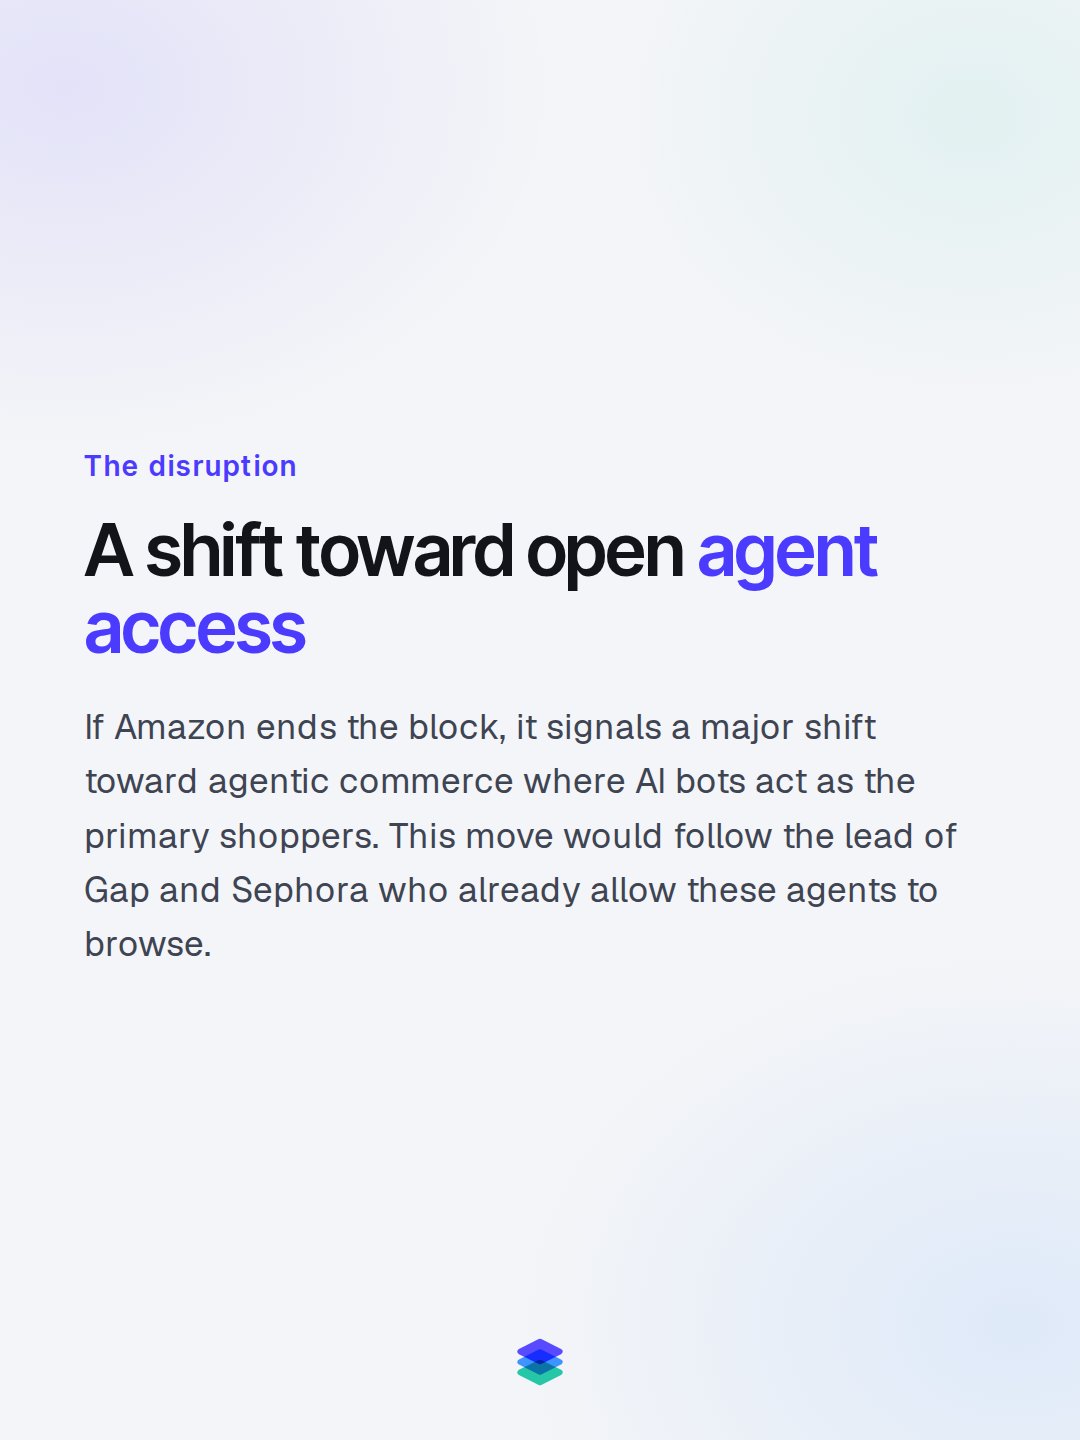 The disruption
A shift toward open agent
access
If Amazon ends the block, it signals a major shift
toward agentic commerce where AI bots act as the
primary shoppers. This move would follow the lead of
Gap and Sephora who already allow these agents to
browse.